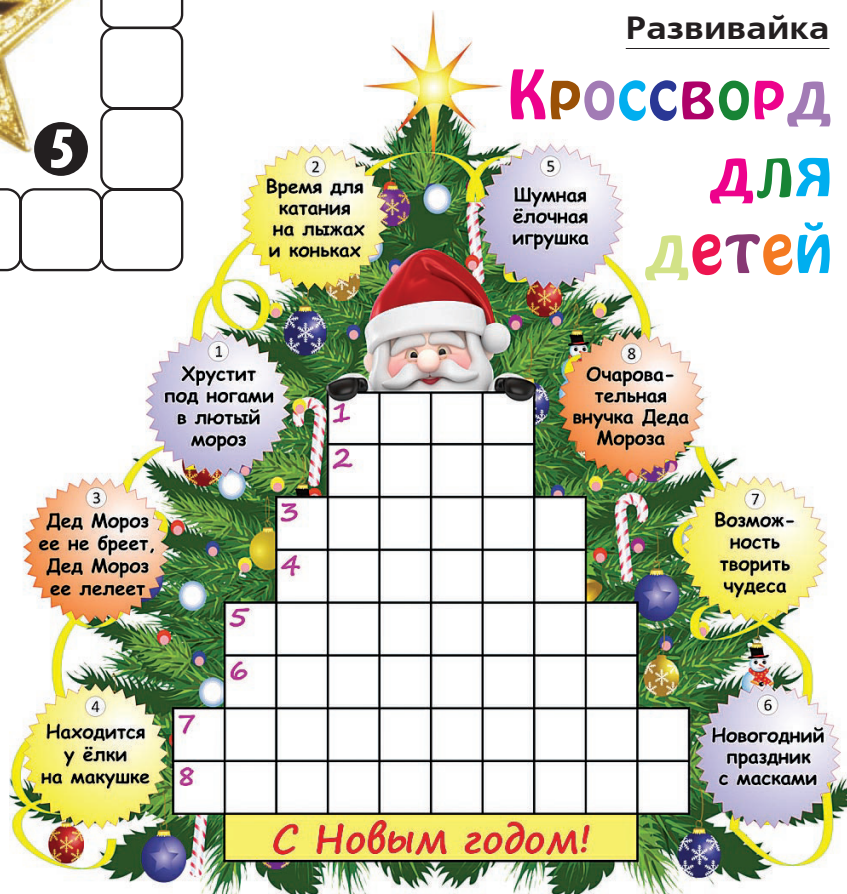 Развивайка
Кроссворд
для
детей
5
2
Время для
катания
на лыжах
и коньках
5
Шумная
ёлочная
игрушка
1
Хрустит
под ногами
в лютый
мороз
8
Очарова-
тельная
внучка Деда
Мороза
3
Дед Мороз
ее не бреет,
Дед Мороз
ее лелеет
7
Возмож-
ность
творить
чудеса
4
Находится
у ёлки
на макушке
6
Новогодний
праздник
с масками
1
2
3
4
5
6
7
8
С Новым годом!